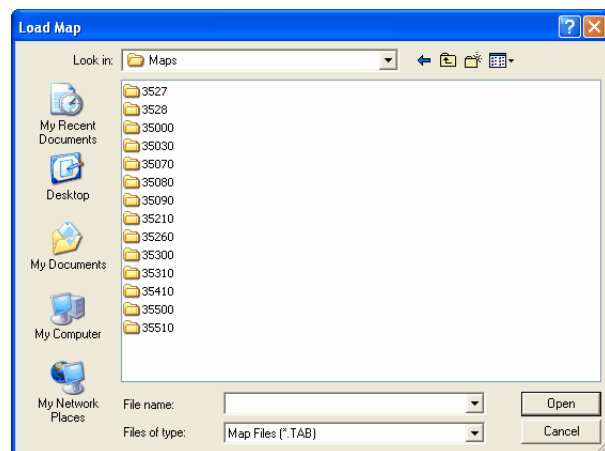 Load Map
Look in:
Maps
3527
3528
35000
35030
35070
35080
35090
35210
35260
35300
35310
35410
35500
35510
My Recent
Documents
Desktop
My Documents
My Computer
My Network
Places
File name:
Open
Files of type:
Map Files (*.TAB)
Cancel